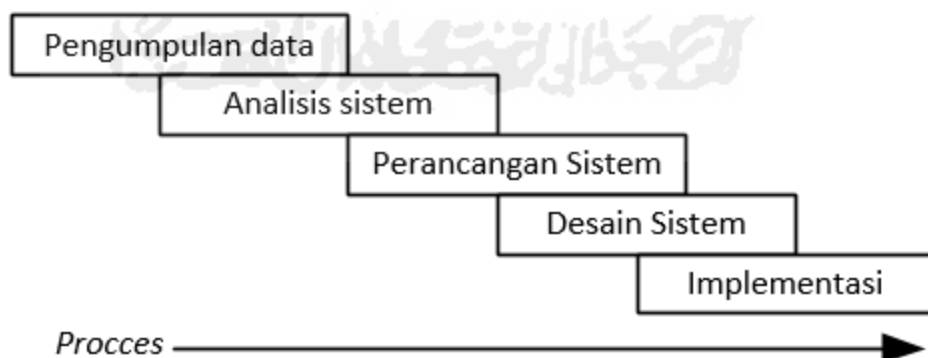 Pengumpulan data
Analisis sistem
Perancangan Sistem
Desain Sistem
Implementasi
Procces